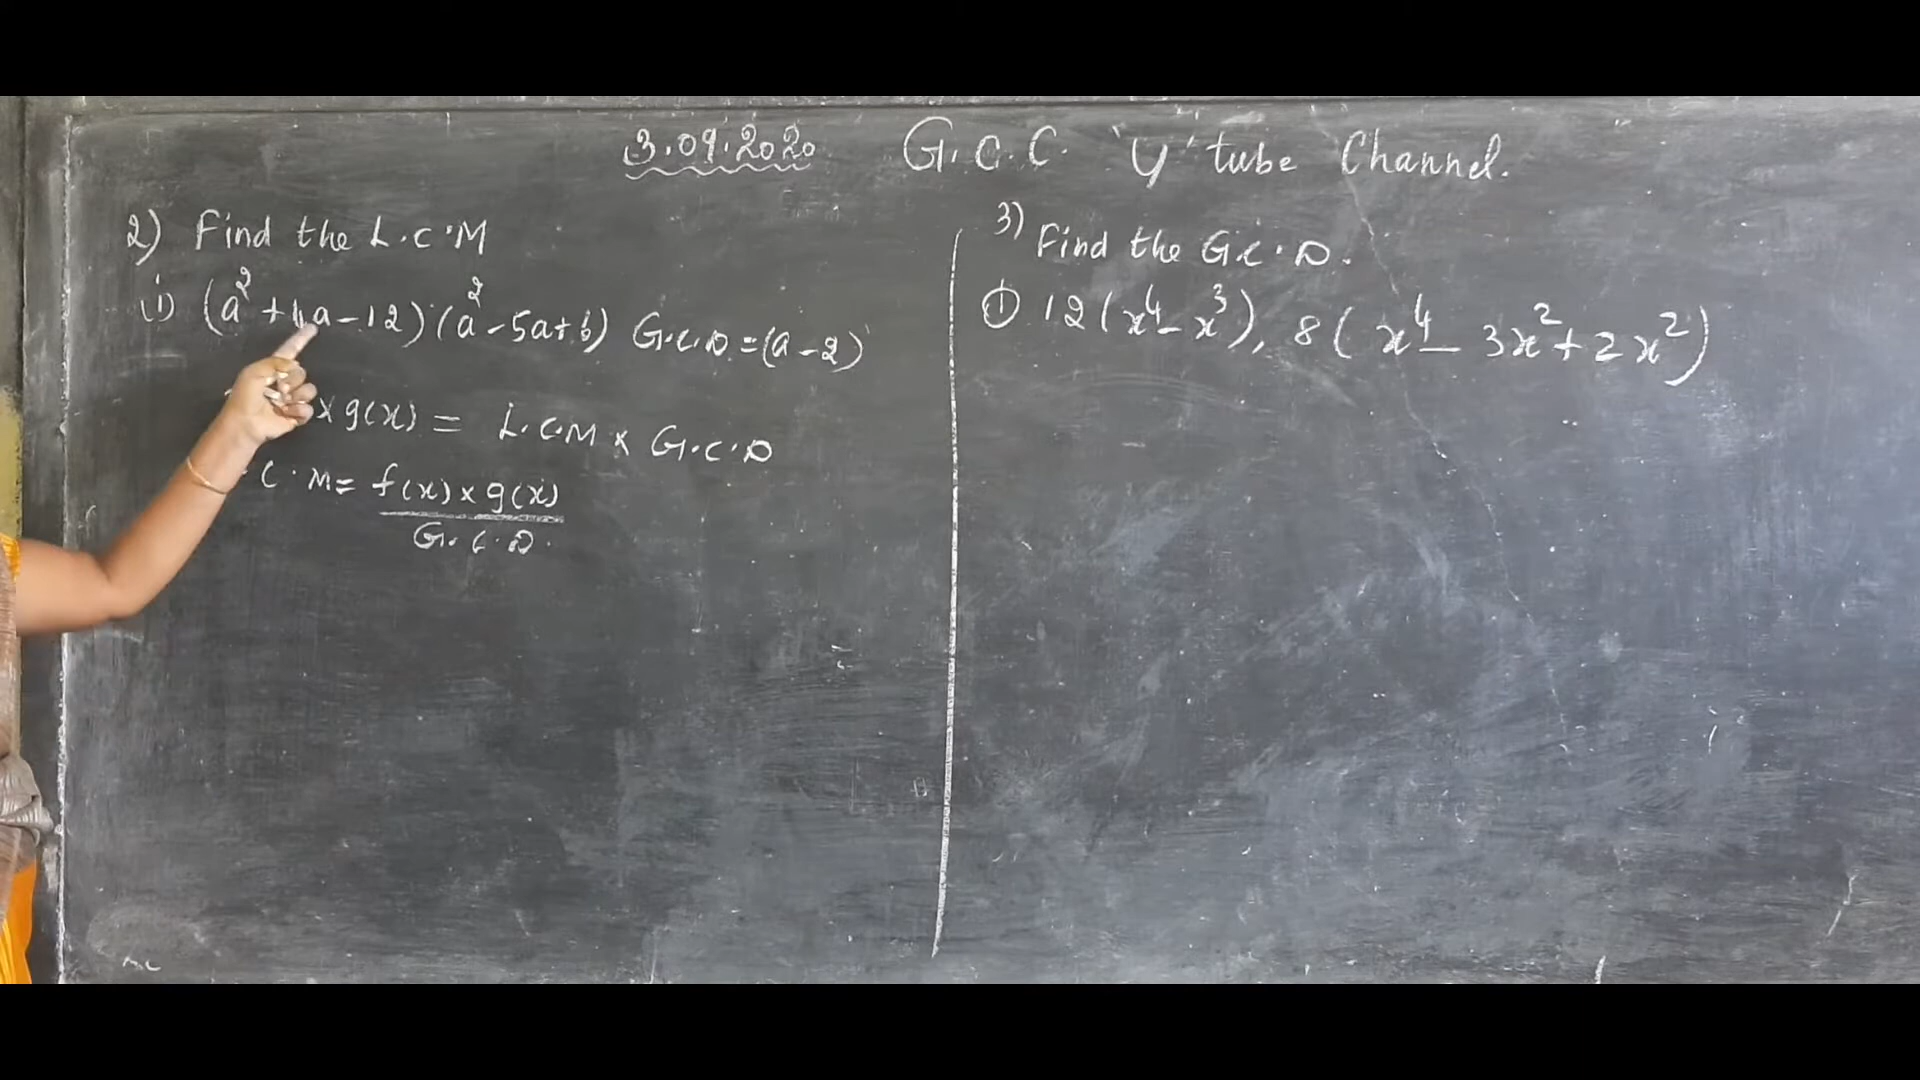 3.09.2020 G.C.C. 'Y' tube Channel.
2) Find the L.C.M
(i) (a² + 4a - 12) (a² - 5a + 6) G.C.D = (a - 2)
x g(x) = L.C.M x G.C.D
C.M = f(x) x g(x)
G.C.D.
3) Find the G.C.D.
① 12 (x⁴ - x³), 8 (x⁴ - 3x² + 2x²)